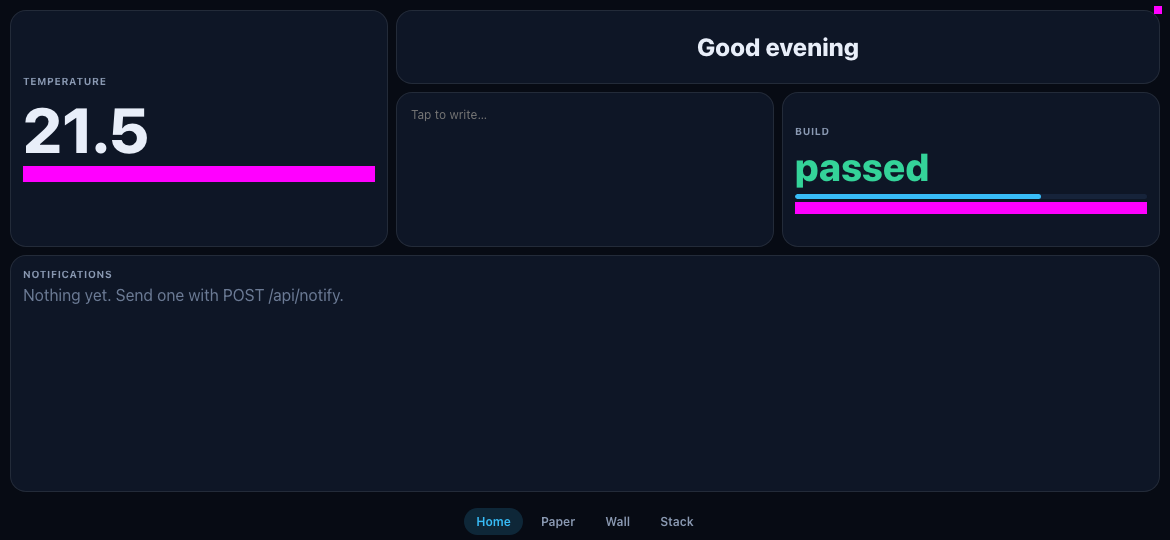 TEMPERATURE
21.5
Good evening
Tap to write...
BUILD
passed
NOTIFICATIONS
Nothing yet. Send one with POST /api/notify.
Home
Paper
Wall
Stack